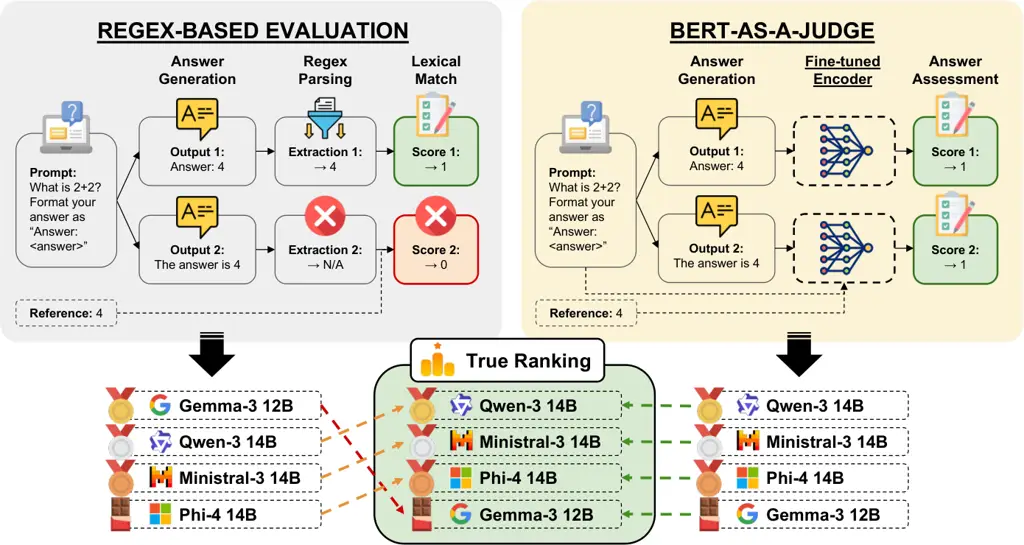 REGEX-BASED EVALUATION
Answer
Generation
Regex
Parsing
Lexical
Match
Prompt:
What is 2+2?
Format your
answer as
“Answer:
<answer>”
Output 1:
Answer: 4
Extraction 1:
→ 4
Score 1:
→ 1
Output 2:
The answer is 4
Extraction 2:
→ N/A
Score 2:
→ 0
Reference: 4
BERT-AS-A-JUDGE
Answer
Generation
Fine-tuned
Encoder
Answer
Assessment
Prompt:
What is 2+2?
Format your
answer as
“Answer:
<answer>”
Output 1:
Answer: 4
Score 1:
→ 1
Output 2:
The answer is 4
Score 2:
→ 1
Reference: 4
True Ranking
Gemma-3 12B
Qwen-3 14B
Ministral-3 14B
Phi-4 14B
Qwen-3 14B
Ministral-3 14B
Phi-4 14B
Gemma-3 12B
Qwen-3 14B
Ministral-3 14B
Phi-4 14B
Gemma-3 12B